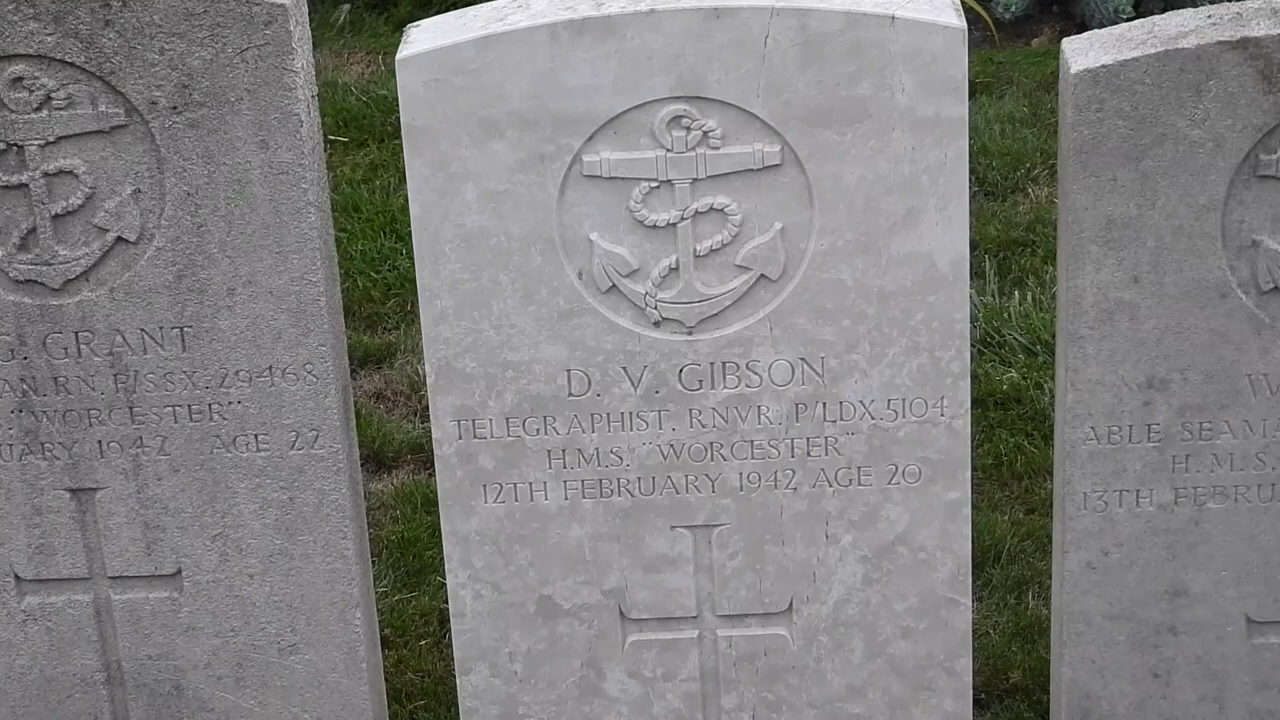 G. GRANT
AN. RN. P/SSX. 29468
"WORCESTER"
UARY 1942 AGE 22
D. V. GIBSON
TELEGRAPHIST, RNVR. P/LDX.5104
H.M.S. "WORCESTER"
12TH FEBRUARY 1942 AGE 20
W
ABLE SEAMA
H.M.S.
13TH FEBRU